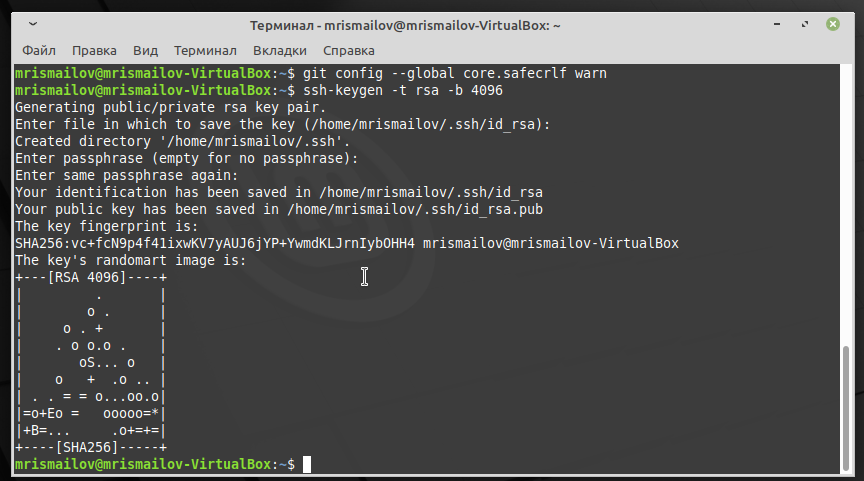 Терминал - mrismailov@mrismailov-VirtualBox: ~
Файл Правка Вид Терминал Вкладки Справка
mrismailov@mrismailov-VirtualBox:~$ git config --global core.safecrlf warn
mrismailov@mrismailov-VirtualBox:~$ ssh-keygen -t rsa -b 4096
Generating public/private rsa key pair.
Enter file in which to save the key (/home/mrismailov/.ssh/id_rsa):
Created directory '/home/mrismailov/.ssh'.
Enter passphrase (empty for no passphrase):
Enter same passphrase again:
Your identification has been saved in /home/mrismailov/.ssh/id_rsa
Your public key has been saved in /home/mrismailov/.ssh/id_rsa.pub
The key fingerprint is:
SHA256:vc+fcN9p4f41ixwKV7yAUJ6jYP+YwmdKLJrnIybOHH4 mrismailov@mrismailov-VirtualBox
The key's randomart image is:
+---[RSA 4096]----+
|         .       |
|        o .      |
|     o . +       |
|    . o o.o .    |
|       oS... o   |
|    o   +  .o .. |
| . . = = o...oo.o|
|=o+Eo =   ooooo=*|
|+B=...     .o+=+=|
+----[SHA256]-----+
mrismailov@mrismailov-VirtualBox:~$